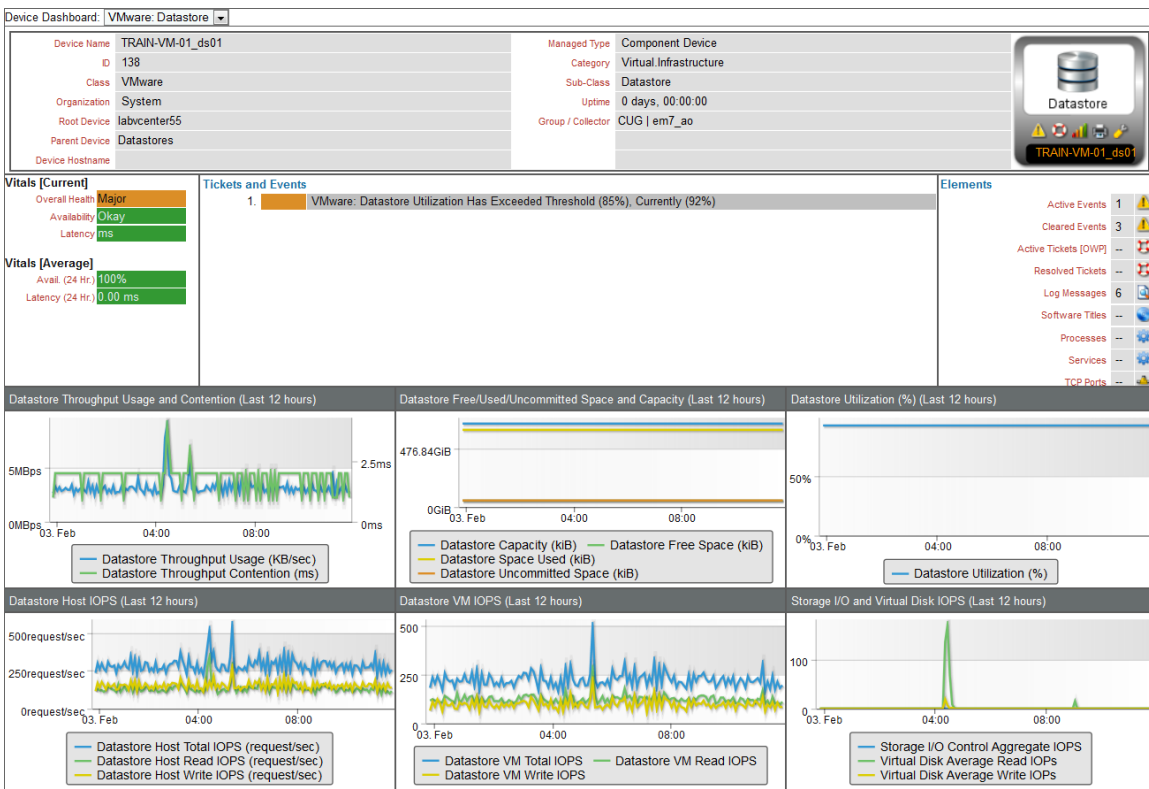 Device Dashboard: VMware: Datastore
Device Name TRAIN-VM-01_ds01 Managed Type Component Device
ID 138 Category Virtual.Infrastructure
Class VMware Sub-Class Datastore
Organization System Uptime 0 days, 00:00:00
Root Device labvcenter55 Group / Collector CUG | em7_ao
Parent Device Datastores
Device Hostname
Datastore
TRAIN-VM-01_ds01
Vitals [Current]
Overall Health Major
Availability Okay
Latency ms
Vitals [Average]
Avail. (24 Hr.) 100%
Latency (24 Hr.) 0.00 ms
Tickets and Events
1. VMware: Datastore Utilization Has Exceeded Threshold (85%), Currently (92%)
Elements
Active Events 1
Cleared Events 3
Active Tickets [OWP] --
Resolved Tickets --
Log Messages 6
Software Titles --
Processes --
Services --
TCP Ports --
Datastore Throughput Usage and Contention (Last 12 hours)
5MBps 2.5ms
0MBps 0ms
03. Feb 04:00 08:00
Datastore Throughput Usage (KB/sec)
Datastore Throughput Contention (ms)
Datastore Free/Used/Uncommitted Space and Capacity (Last 12 hours)
476.84GiB
0GiB
03. Feb 04:00 08:00
Datastore Capacity (kiB) Datastore Free Space (kiB)
Datastore Space Used (kiB)
Datastore Uncommitted Space (kiB)
Datastore Utilization (%) (Last 12 hours)
50%
0%
03. Feb 04:00 08:00
Datastore Utilization (%)
Datastore Host IOPS (Last 12 hours)
500request/sec
250request/sec
0request/sec
03. Feb 04:00 08:00
Datastore Host Total IOPS (request/sec)
Datastore Host Read IOPS (request/sec)
Datastore Host Write IOPS (request/sec)
Datastore VM IOPS (Last 12 hours)
500
250
0
03. Feb 04:00 08:00
Datastore VM Total IOPS Datastore VM Read IOPS
Datastore VM Write IOPS
Storage I/O and Virtual Disk IOPS (Last 12 hours)
100
0
03. Feb 04:00 08:00
Storage I/O Control Aggregate IOPS
Virtual Disk Average Read IOPs
Virtual Disk Average Write IOPs